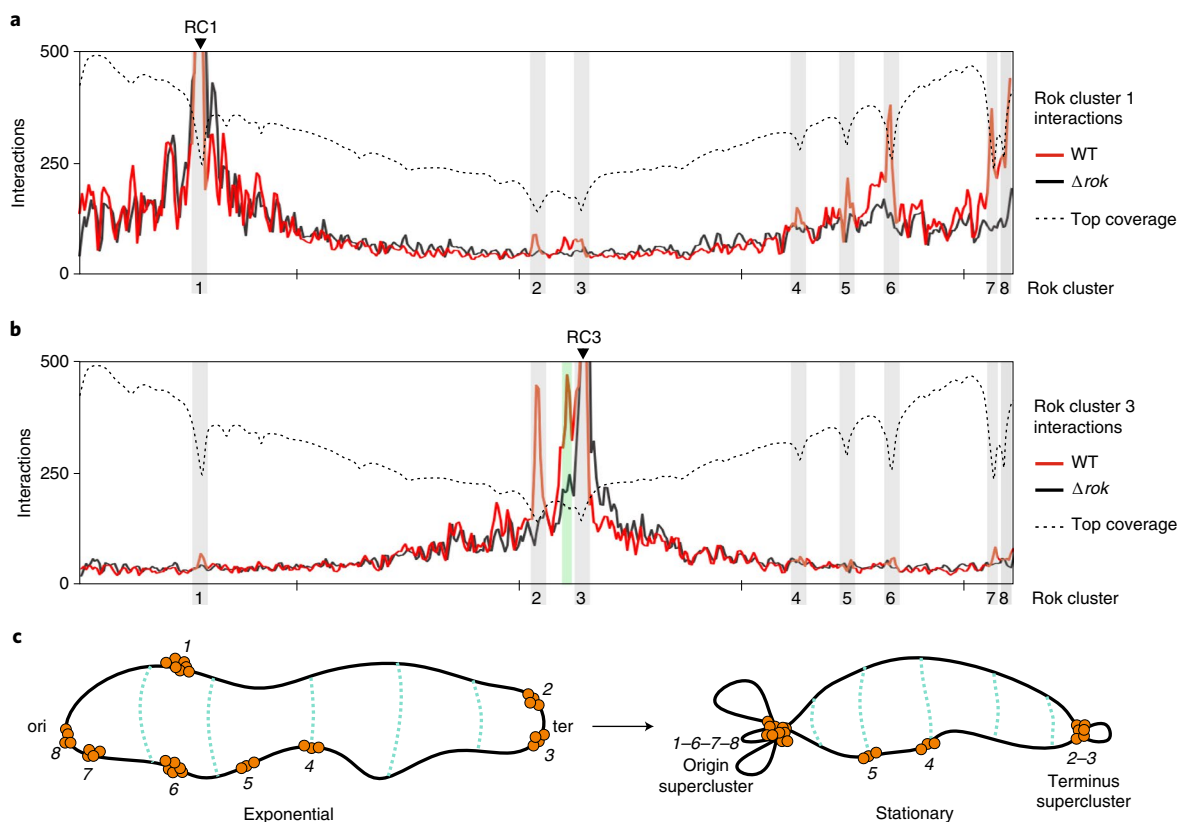 a
RC1
500
250
0
Interactions
Rok cluster 1
interactions
WT
Δrok
Top coverage
1 2 3 4 5 6 7 8 Rok cluster
b
RC3
500
250
0
Interactions
Rok cluster 3
interactions
WT
Δrok
Top coverage
1 2 3 4 5 6 7 8 Rok cluster
c
1
2
ori
ter
8
7
6
5
4
3
Exponential
1–6–7–8
Origin
supercluster
5
4
2–3
Terminus
supercluster
Stationary